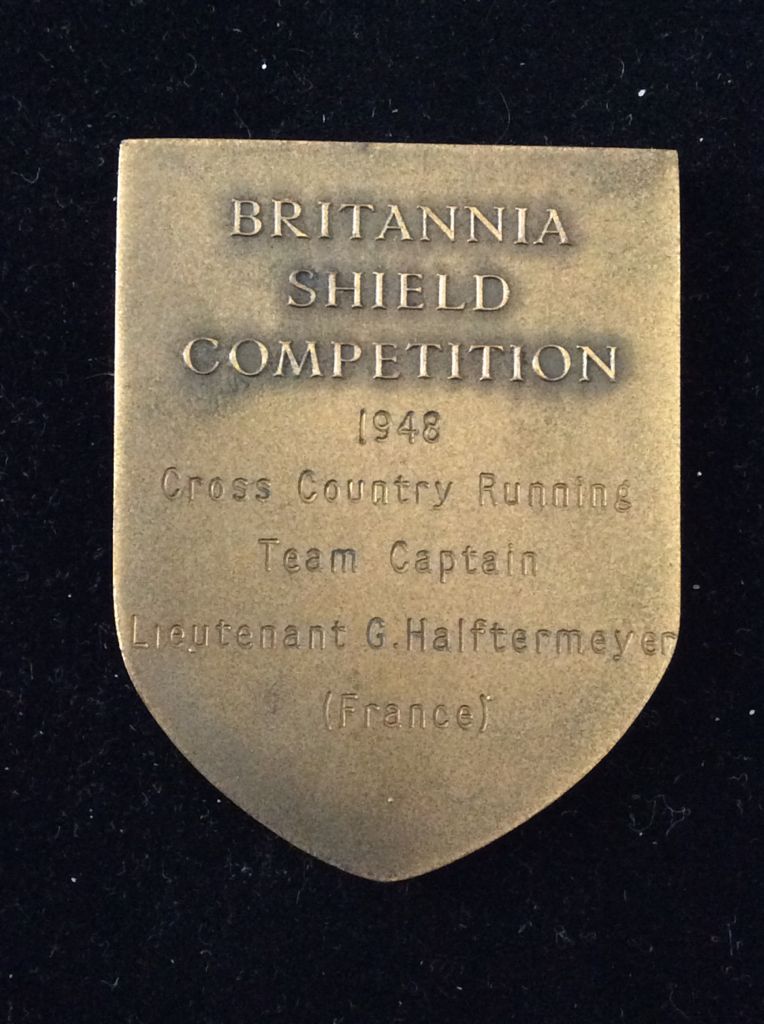 BRITANNIA
SHIELD
COMPETITION
1948
Cross Country Running
Team Captain
Lieutenant G.Halftermeyer
(France)